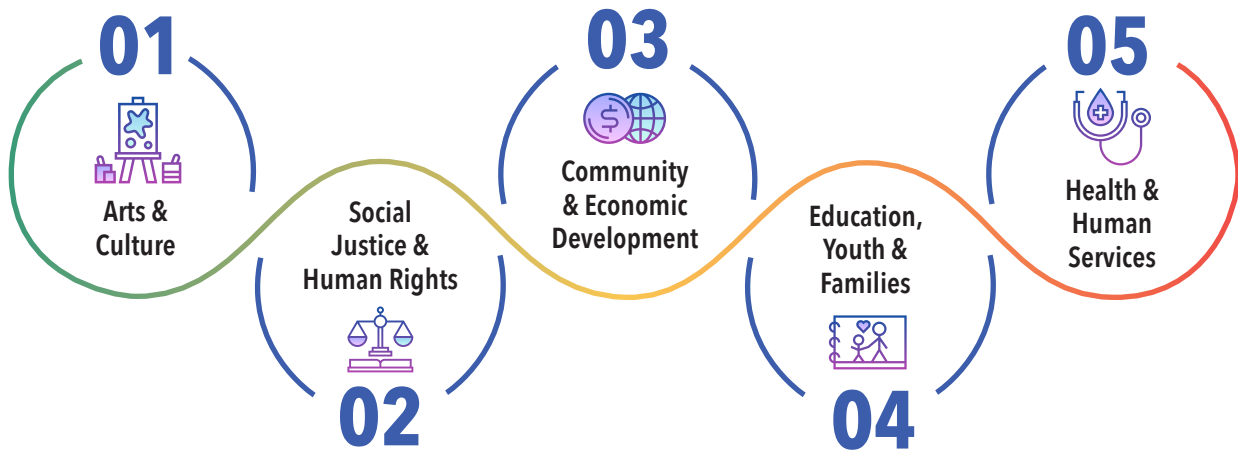 01
Arts &
Culture
Social
Justice &
Human Rights
02
03
Community
& Economic
Development
Education,
Youth &
Families
04
05
Health &
Human
Services